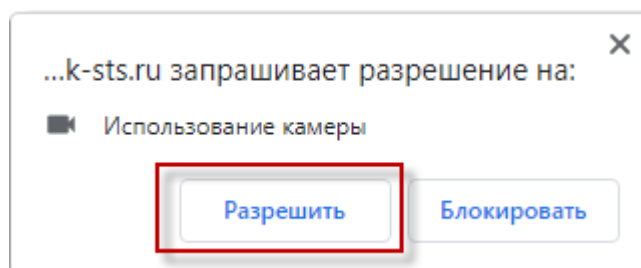 ...k-sts.ru запрашивает разрешение на:
Использование камеры
Разрешить Блокировать